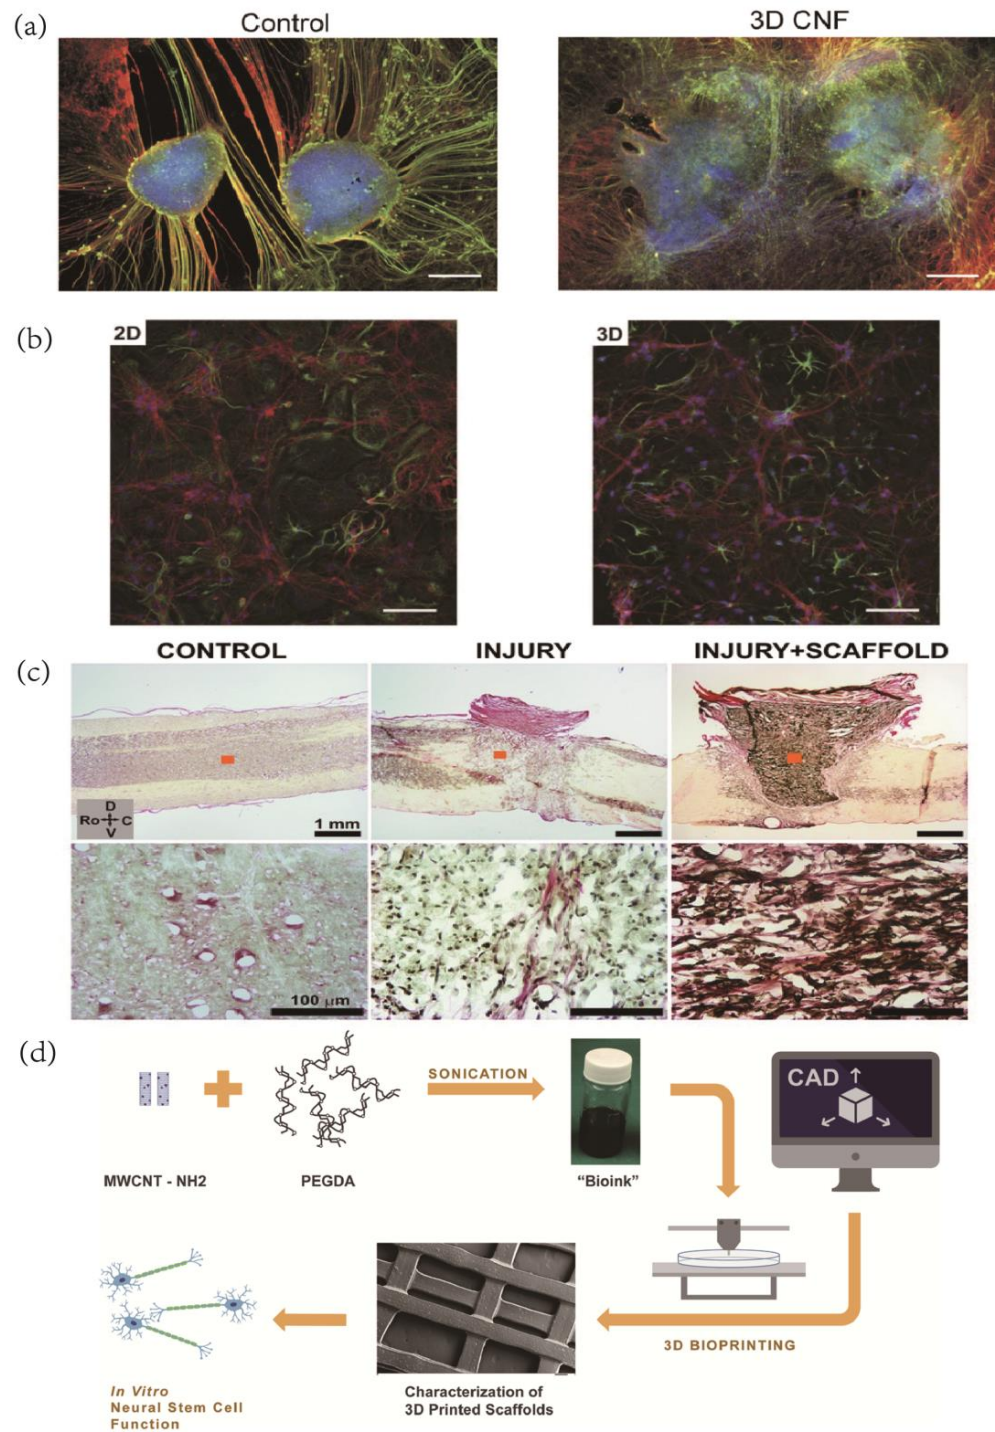 (a)
Control
3D CNF
(b)
2D
3D
(c)
CONTROL
INJURY
INJURY+SCAFFOLD
D
Ro
C
V
1 mm
100 μm
(d)
MWCNT - NH2
PEGDA
SONICATION
“Bioink”
CAD
3D BIOPRINTING
Characterization of
3D Printed Scaffolds
In Vitro
Neural Stem Cell
Function